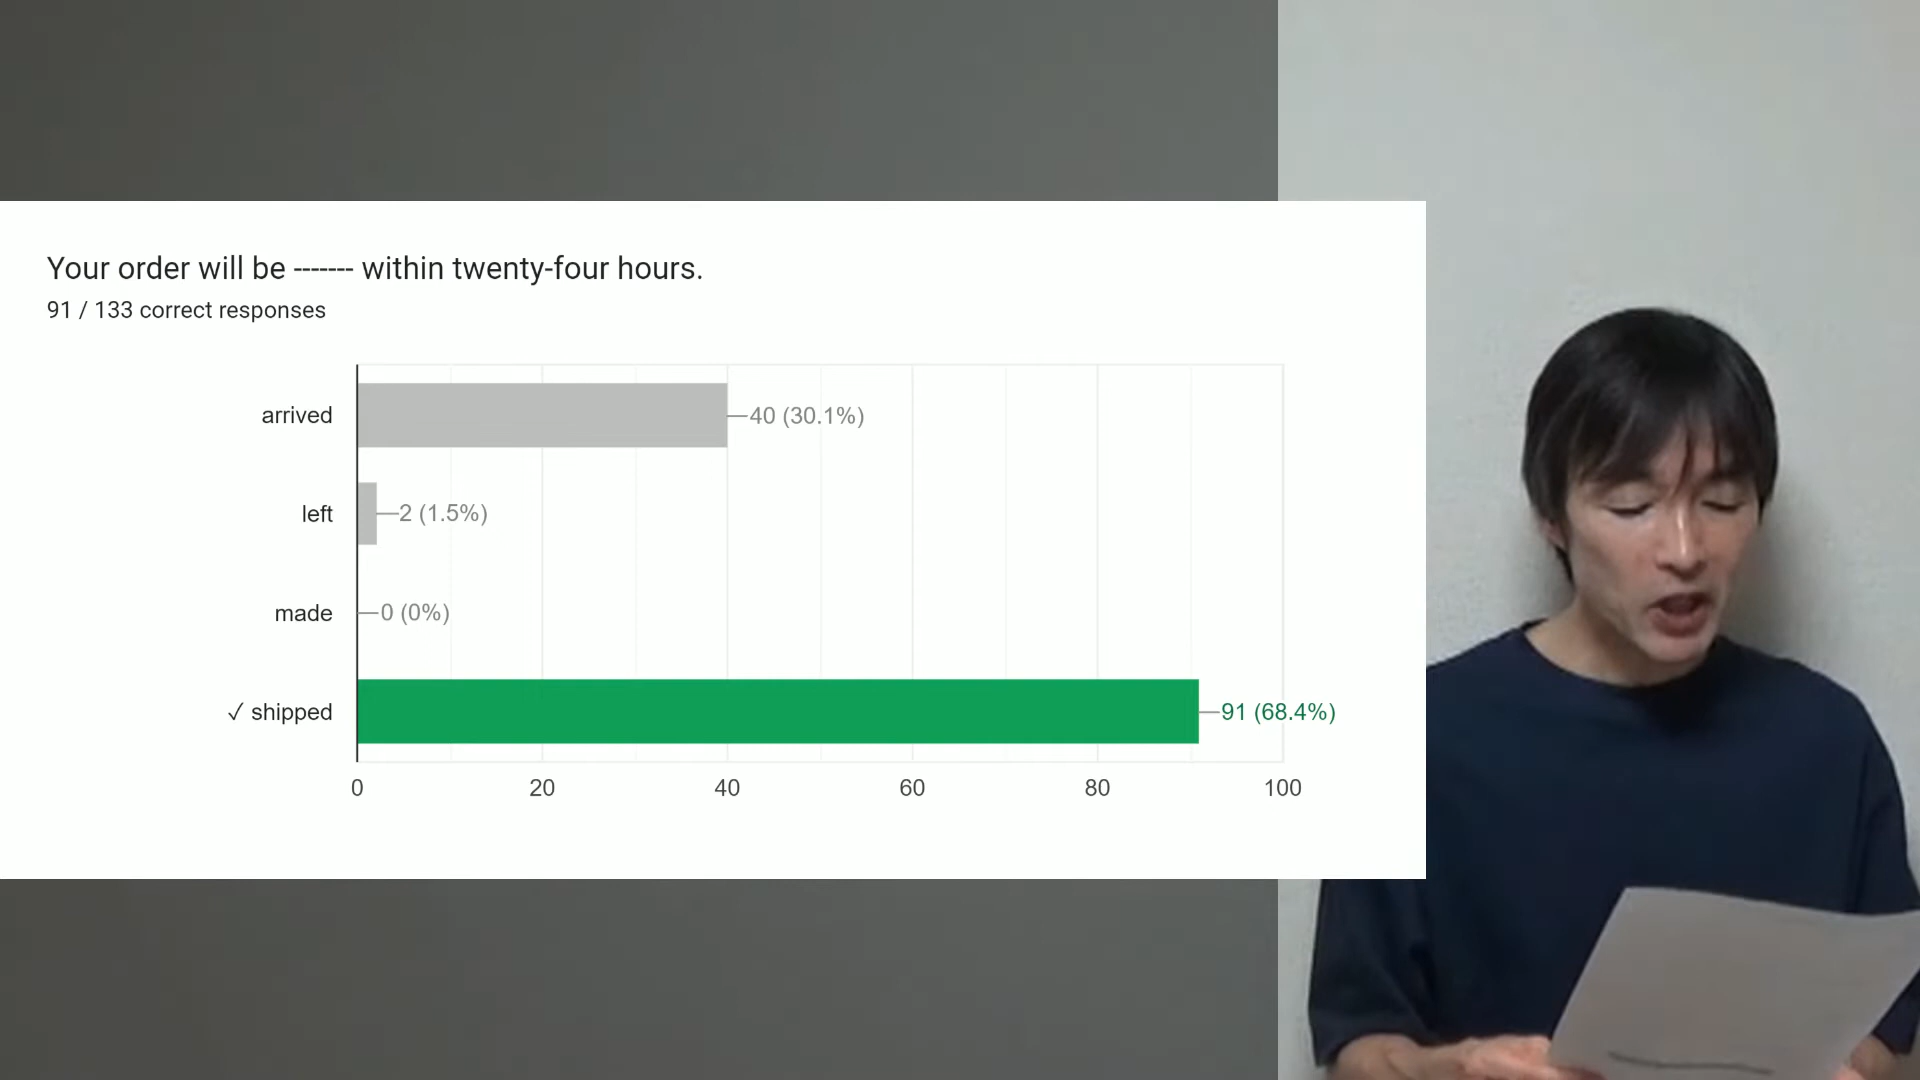 Your order will be ------- within twenty-four hours.
91 / 133 correct responses
arrived
40 (30.1%)
left
2 (1.5%)
made
0 (0%)
✓ shipped
91 (68.4%)
0 20 40 60 80 100